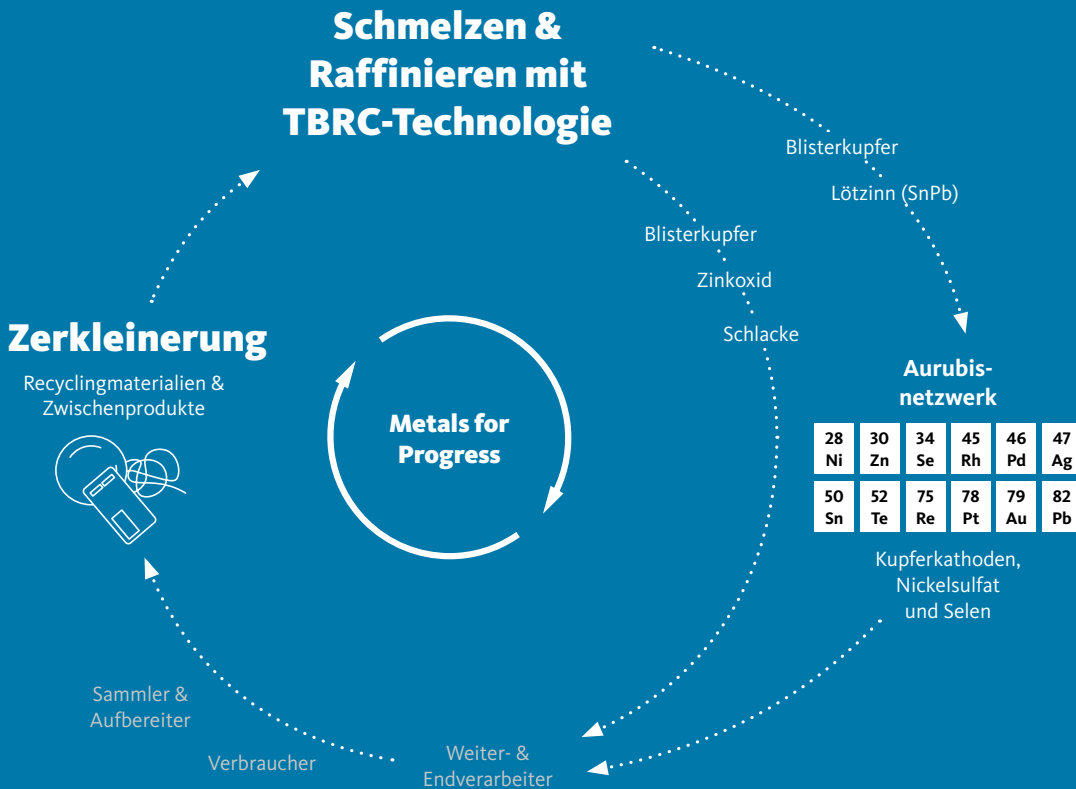 Schmelzen &
Raffinieren mit
TBRC-Technologie
Blisterkupfer
Lötzinn (SnPb)
Blisterkupfer
Zinkoxid
Schlacke
Zerkleinerung
Recyclingmaterialien &
Zwischenprodukte
Metals for
Progress
Aurubis-
netzwerk
28 30 34 45 46 47
Ni Zn Se Rh Pd Ag
50 52 75 78 79 82
Sn Te Re Pt Au Pb
Kupferkathoden,
Nickelsulfat
und Selen
Sammler &
Aufbereiter
Verbraucher
Weiter- &
Endverarbeiter